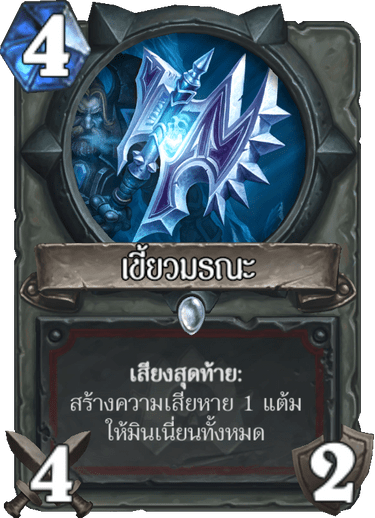 4
เขี้ยวมรณะ
เสียงสุดท้าย:
สร้างความเสียหาย 1 แต้ม
ให้มินเนี่ยนทั้งหมด
4
2